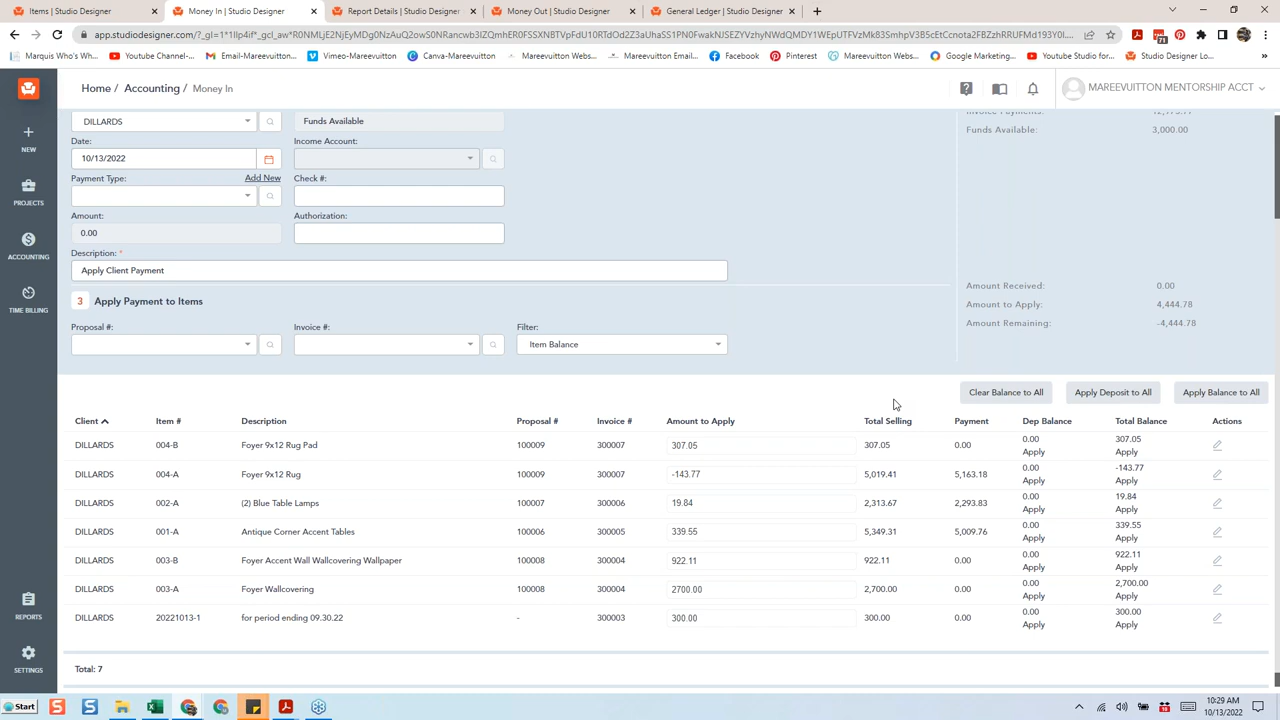 Items | Studio Designer
Money In | Studio Designer
Report Details | Studio Designer
Money Out | Studio Designer
General Ledger | Studio Designer
Marquis Who's Who...
Youtube Channel-...
Email-Mareevuitton...
Vimeo-Mareevuitton
Envira-Mareevuitton...
Mareevuitton Email...
Facebook
Pinterest
Canva
Google Marketing...
Youtube Studio for...
Studio Designer Lo...
71
Home / Accounting / Money In
MAREEVUITTON MENTORSHIP ACCT
NEW
PROJECTS
ACCOUNTING
TIME BILLING
REPORTS
SETTINGS
DILLARDS
Funds Available
Funds Available: 3,000.00
Date: Income Account:
10/13/2022
Payment Type: Add New Check #:
Amount: Authorization:
0.00
Description: *
Apply Client Payment
Amount Received: 0.00
Amount to Apply: 4,444.78
Amount Remaining: -4,444.78
3 Apply Payment to Items
Proposal #: Invoice #: Filter:
Item Balance
Clear Balance to All Apply Deposit to All Apply Balance to All
Client Item # Description Proposal # Invoice # Amount to Apply Total Selling Payment Dep Balance Total Balance Actions
DILLARDS 004-B Foyer 9x12 Rug Pad 100009 300007 307.05 307.05 0.00 0.00 307.05
Apply Apply
DILLARDS 004-A Foyer 9x12 Rug 100009 300007 -143.77 5,019.41 5,163.18 0.00 -143.77
Apply Apply
DILLARDS 002-A (2) Blue Table Lamps 100007 300006 19.84 2,313.67 2,293.83 0.00 19.84
Apply Apply
DILLARDS 001-A Antique Corner Accent Tables 100006 300005 339.55 5,349.31 5,009.76 0.00 339.55
Apply Apply
DILLARDS 003-B Foyer Accent Wall Wallcovering Wallpaper 100008 300004 922.11 922.11 0.00 0.00 922.11
Apply Apply
DILLARDS 003-A Foyer Wallcovering 100008 300004 2700.00 2,700.00 0.00 0.00 2,700.00
Apply Apply
DILLARDS 20221013-1 for period ending 09.30.22 - 300003 300.00 300.00 0.00 0.00 300.00
Apply Apply
Total: 7
Start
10:29 AM
10/13/2022